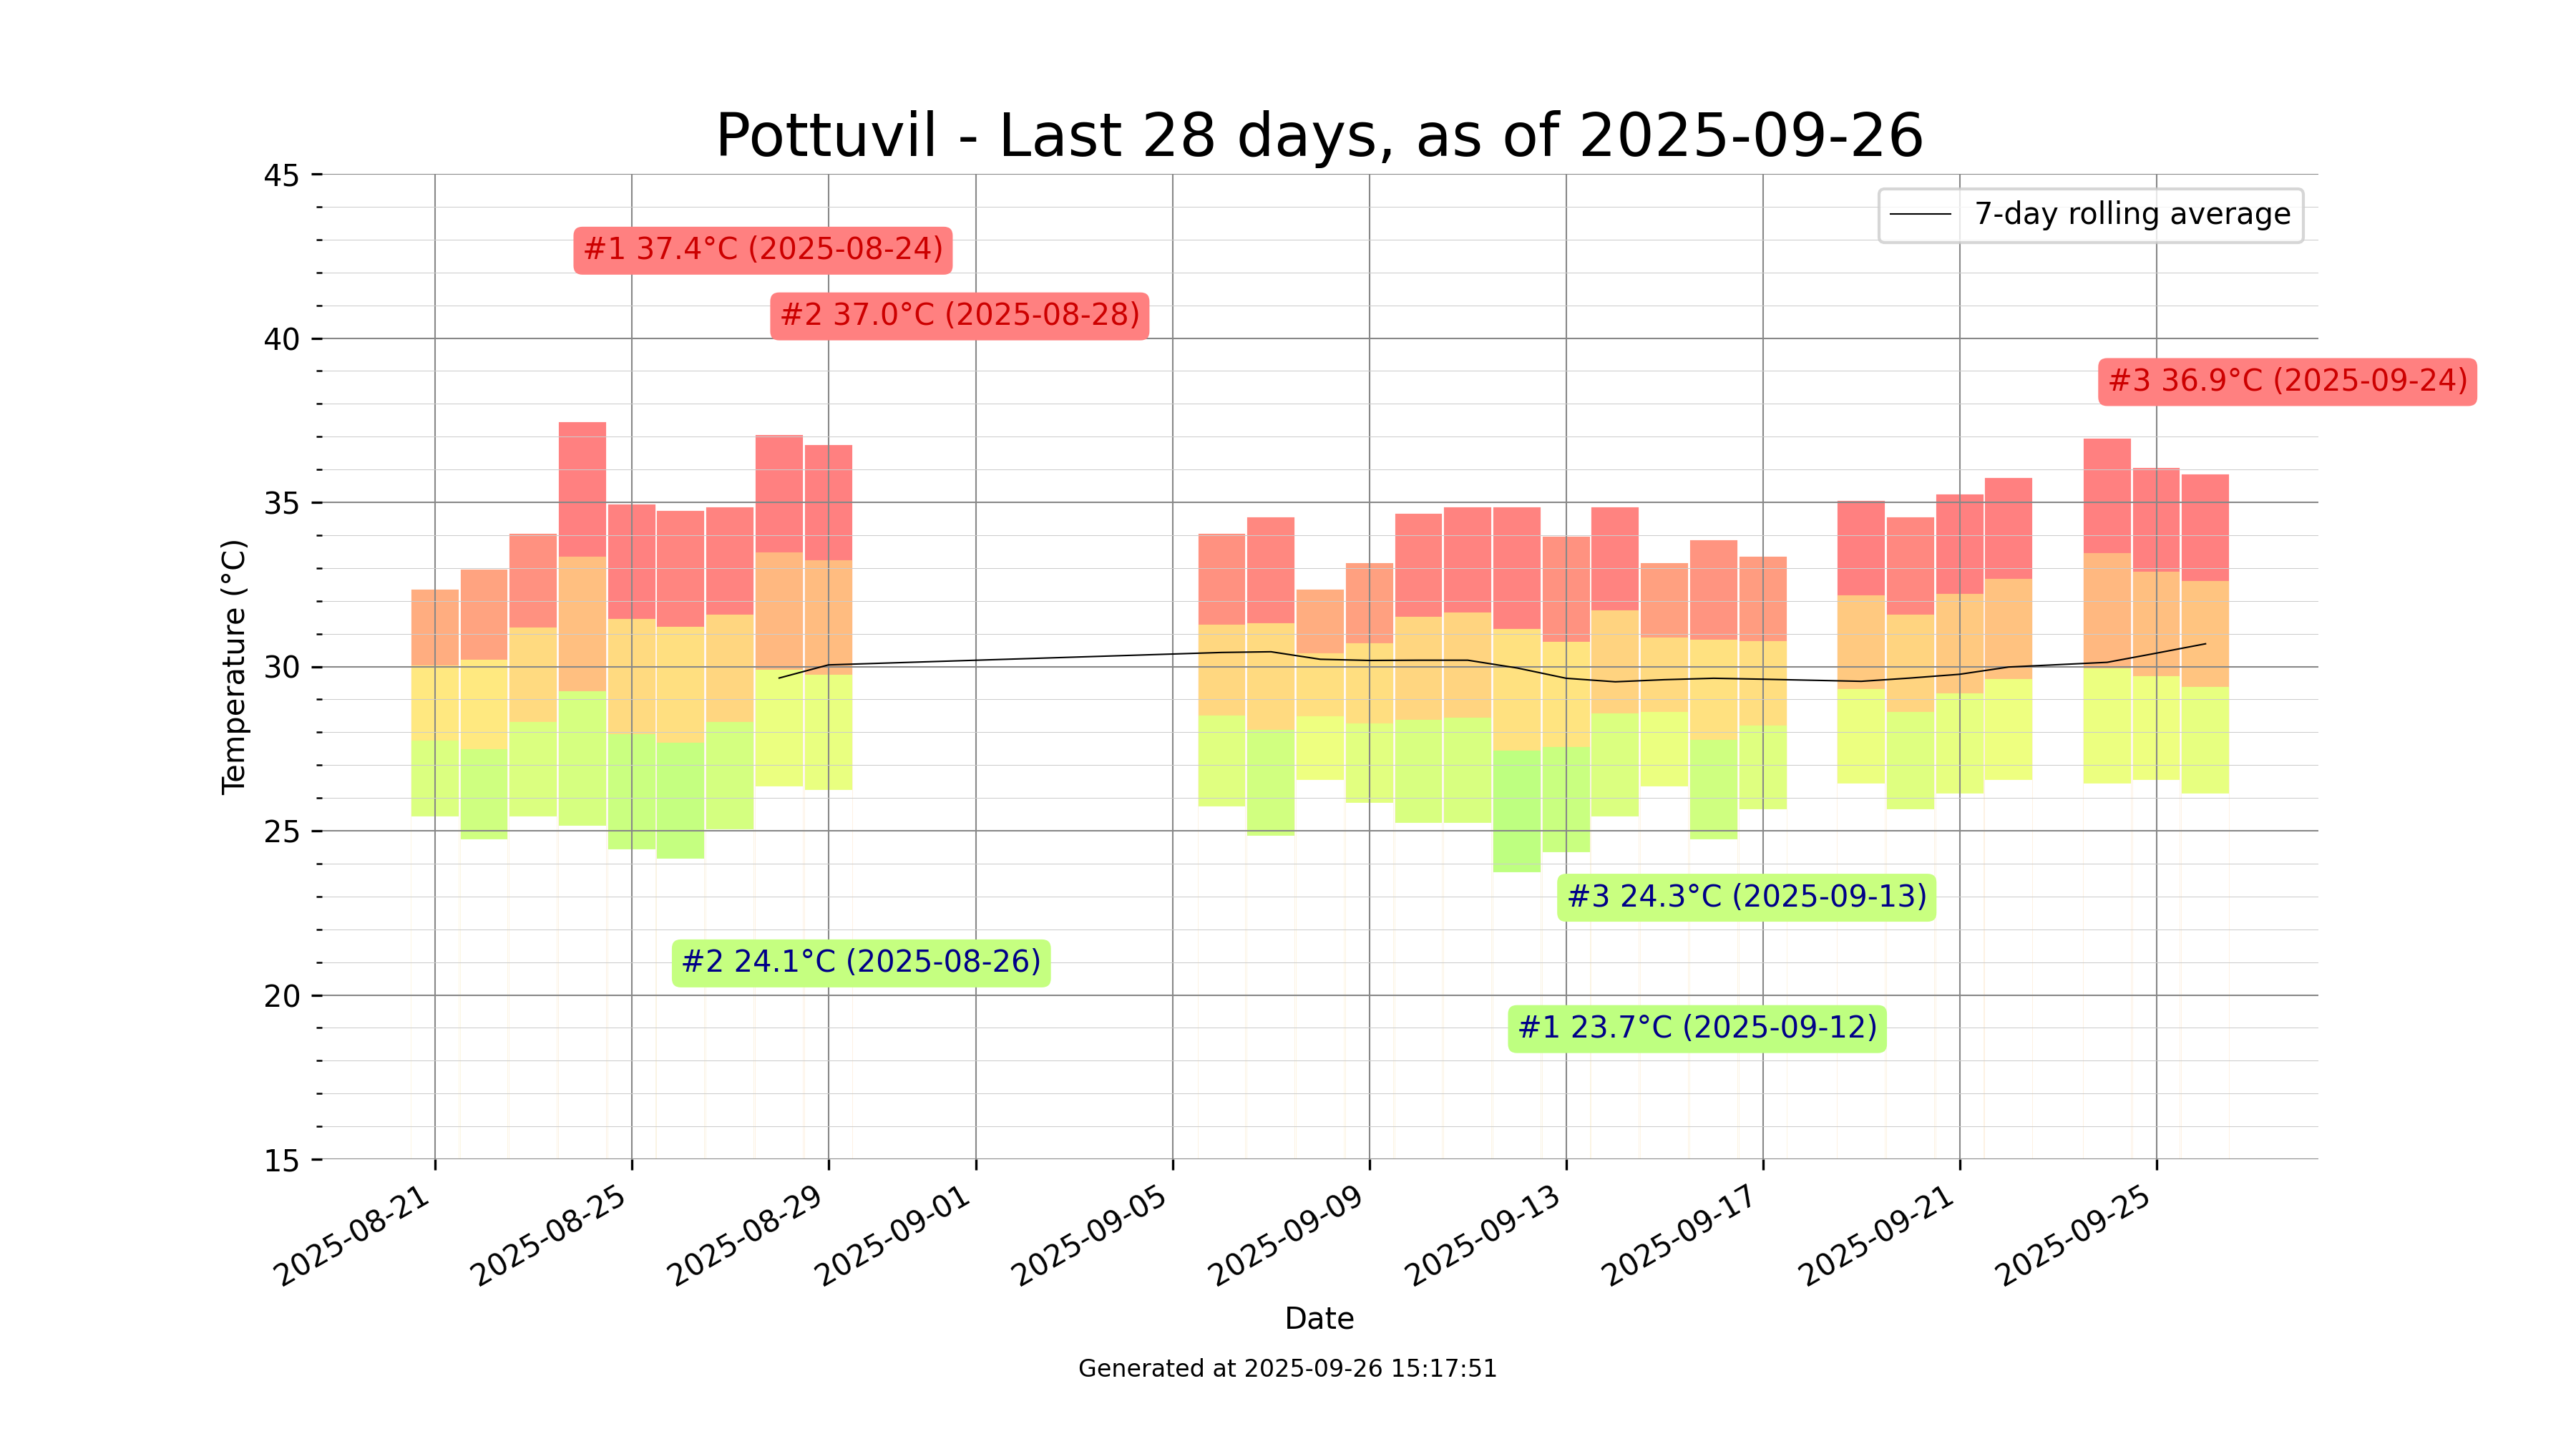 Pottuvil - Last 28 days, as of 2025-09-26
7-day rolling average
#1 37.4°C (2025-08-24)
#2 37.0°C (2025-08-28)
#3 36.9°C (2025-09-24)
#3 24.3°C (2025-09-13)
#2 24.1°C (2025-08-26)
#1 23.7°C (2025-09-12)
Temperature (°C)
45
40
35
30
25
20
15
2025-08-21
2025-08-25
2025-08-29
2025-09-01
2025-09-05
2025-09-09
2025-09-13
2025-09-17
2025-09-21
2025-09-25
Date
Generated at 2025-09-26 15:17:51